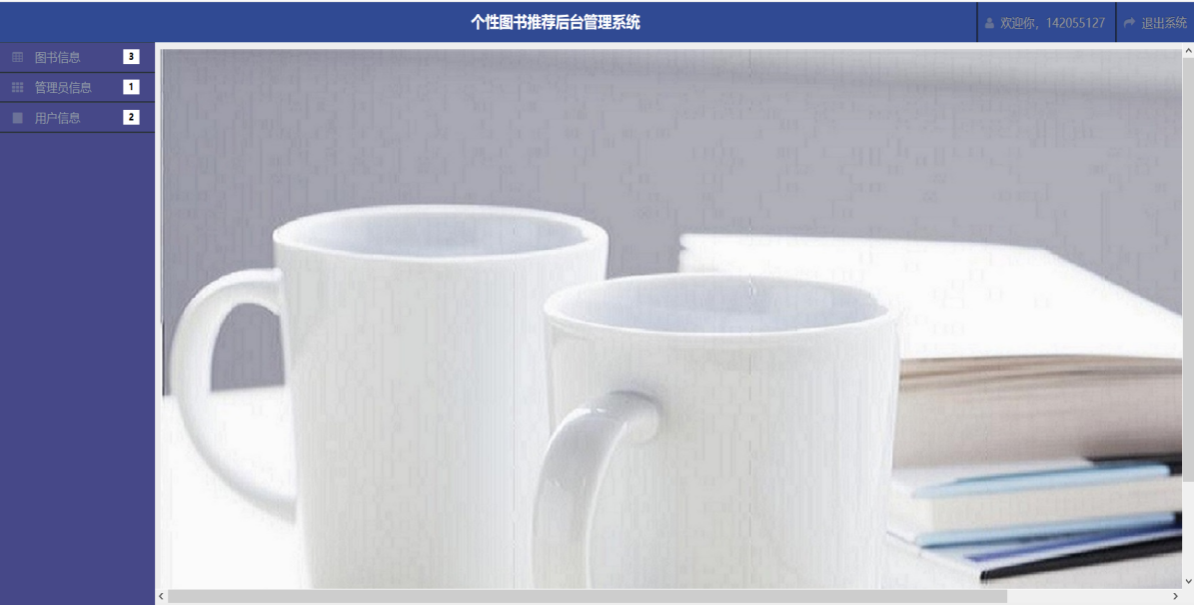 个性图书推荐后台管理系统
欢迎你，142055127
退出系统
图书信息 3
管理员信息 1
用户信息 2